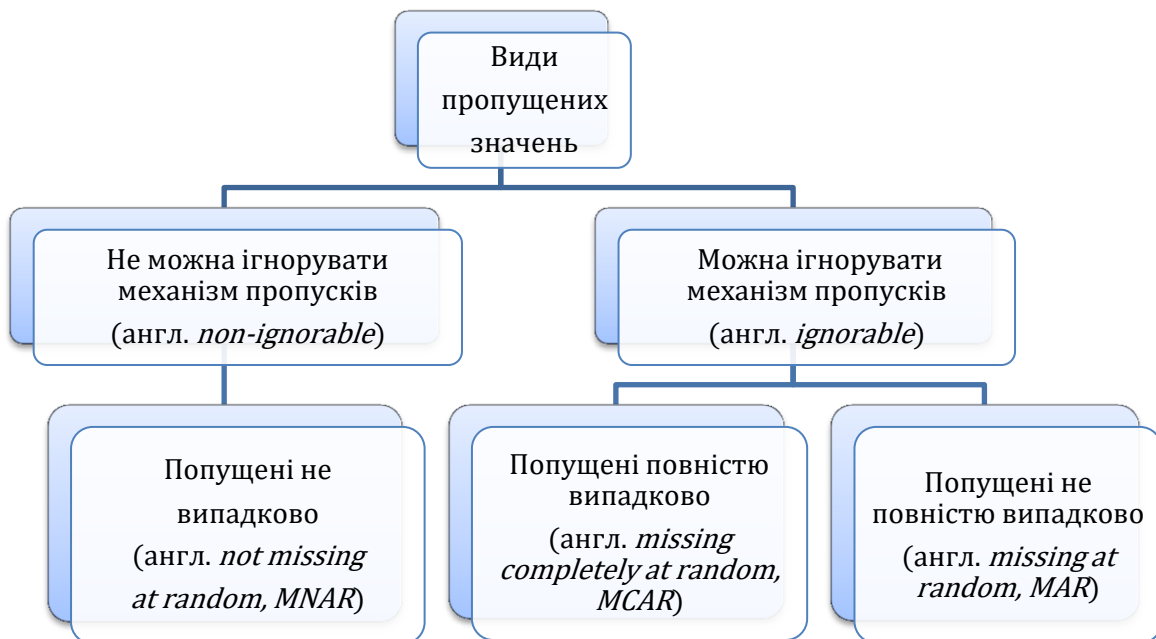 Види
пропущених
значень
Не можна ігнорувати
механізм пропусків
(англ. non-ignorable)
Можна ігнорувати
механізм пропусків
(англ. ignorable)
Попущені не
випадково
(англ. not missing
at random, MNAR)
Попущені повністю
випадково
(англ. missing
completely at random,
MCAR)
Попущені не
повністю випадково
(англ. missing at
random, MAR)